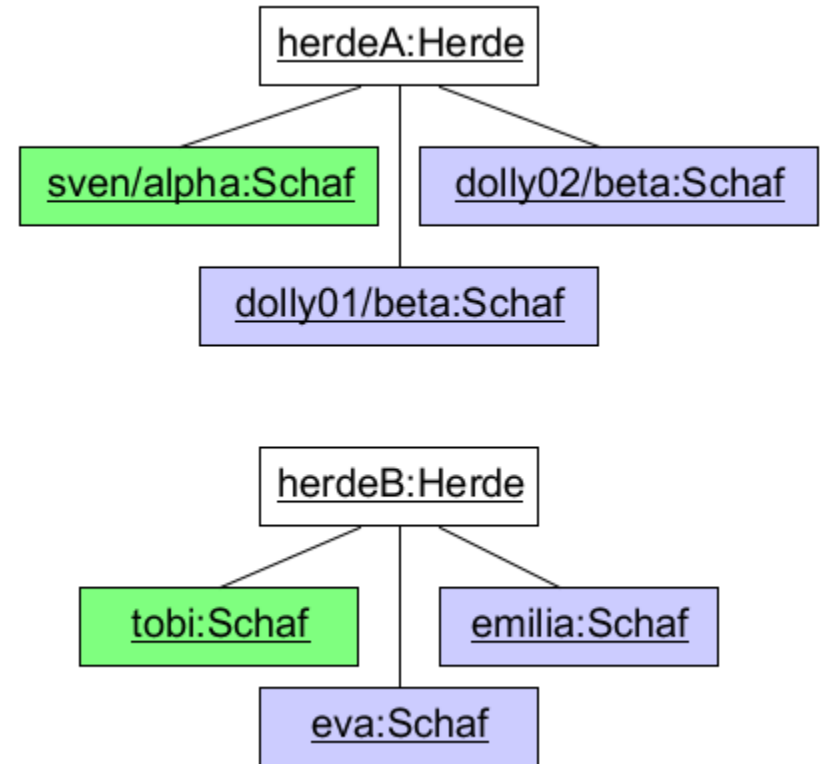 herdeA:Herde
sven/alpha:Schaf
dolly02/beta:Schaf
dolly01/beta:Schaf
herdeB:Herde
tobi:Schaf
emilia:Schaf
eva:Schaf